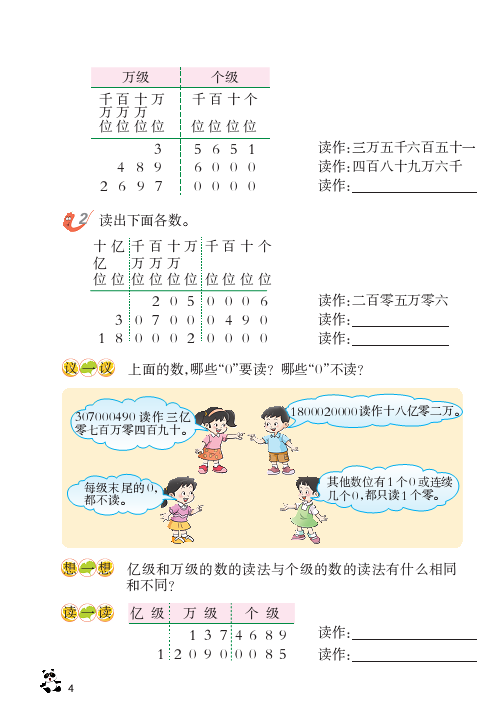 万级 个级
千 百 十 万 千 百 十 个
万 万 万
位 位 位 位 位 位 位 位
3 5 6 5 1 读作:三万五千六百五十一
4 8 9 6 0 0 0 读作:四百八十九万六千
2 6 9 7 0 0 0 0 读作:
2 读出下面各数。
十 亿 千 百 十 万 千 百 十 个
亿 万 万 万
位 位 位 位 位 位 位 位 位 位
2 0 5 0 0 0 6 读作:二百零五万零六
3 0 7 0 0 0 4 9 0 读作:
1 8 0 0 0 2 0 0 0 0 读作:
议一议 上面的数,哪些“0”要读?哪些“0”不读?
307000490 读作 三亿
零七百万零四百九十。
1800020000读作十八亿零二万。
每级末尾的0,
都不读。
其他数位有1个0或连续
几个0,都只读1个零。
想一想 亿级和万级的数的读法与个级的数的读法有什么相同
和不同?
读一读 亿 级 万 级 个 级
1 3 7 4 6 8 9 读作:
1 2 0 9 0 0 0 8 5 读作:
4